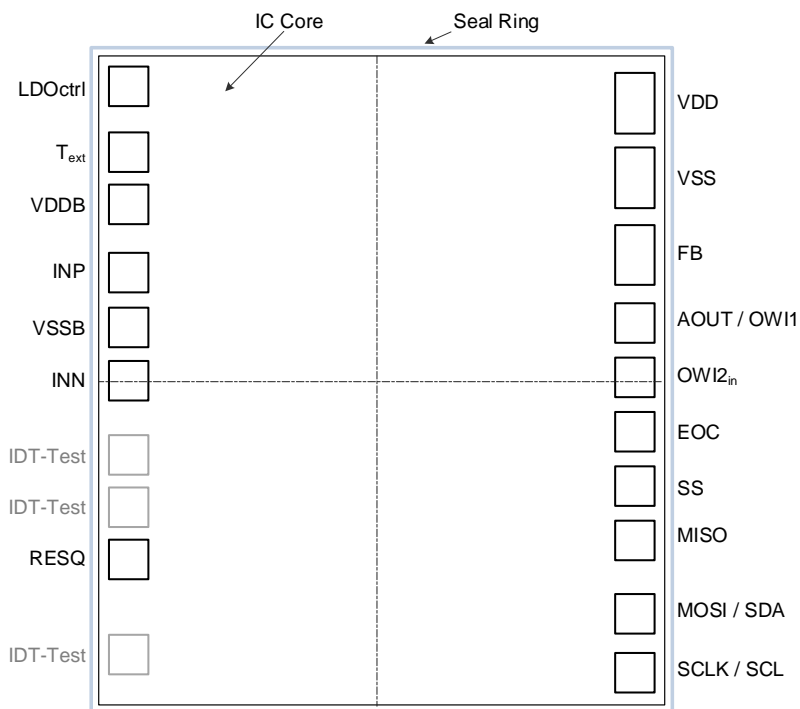 IC Core
Seal Ring
LDOctrl
Text
VDDB
INP
VSSB
INN
IDT-Test
IDT-Test
RESQ
IDT-Test
VDD
VSS
FB
AOUT / OWI1
OWI2in
EOC
SS
MISO
MOSI / SDA
SCLK / SCL